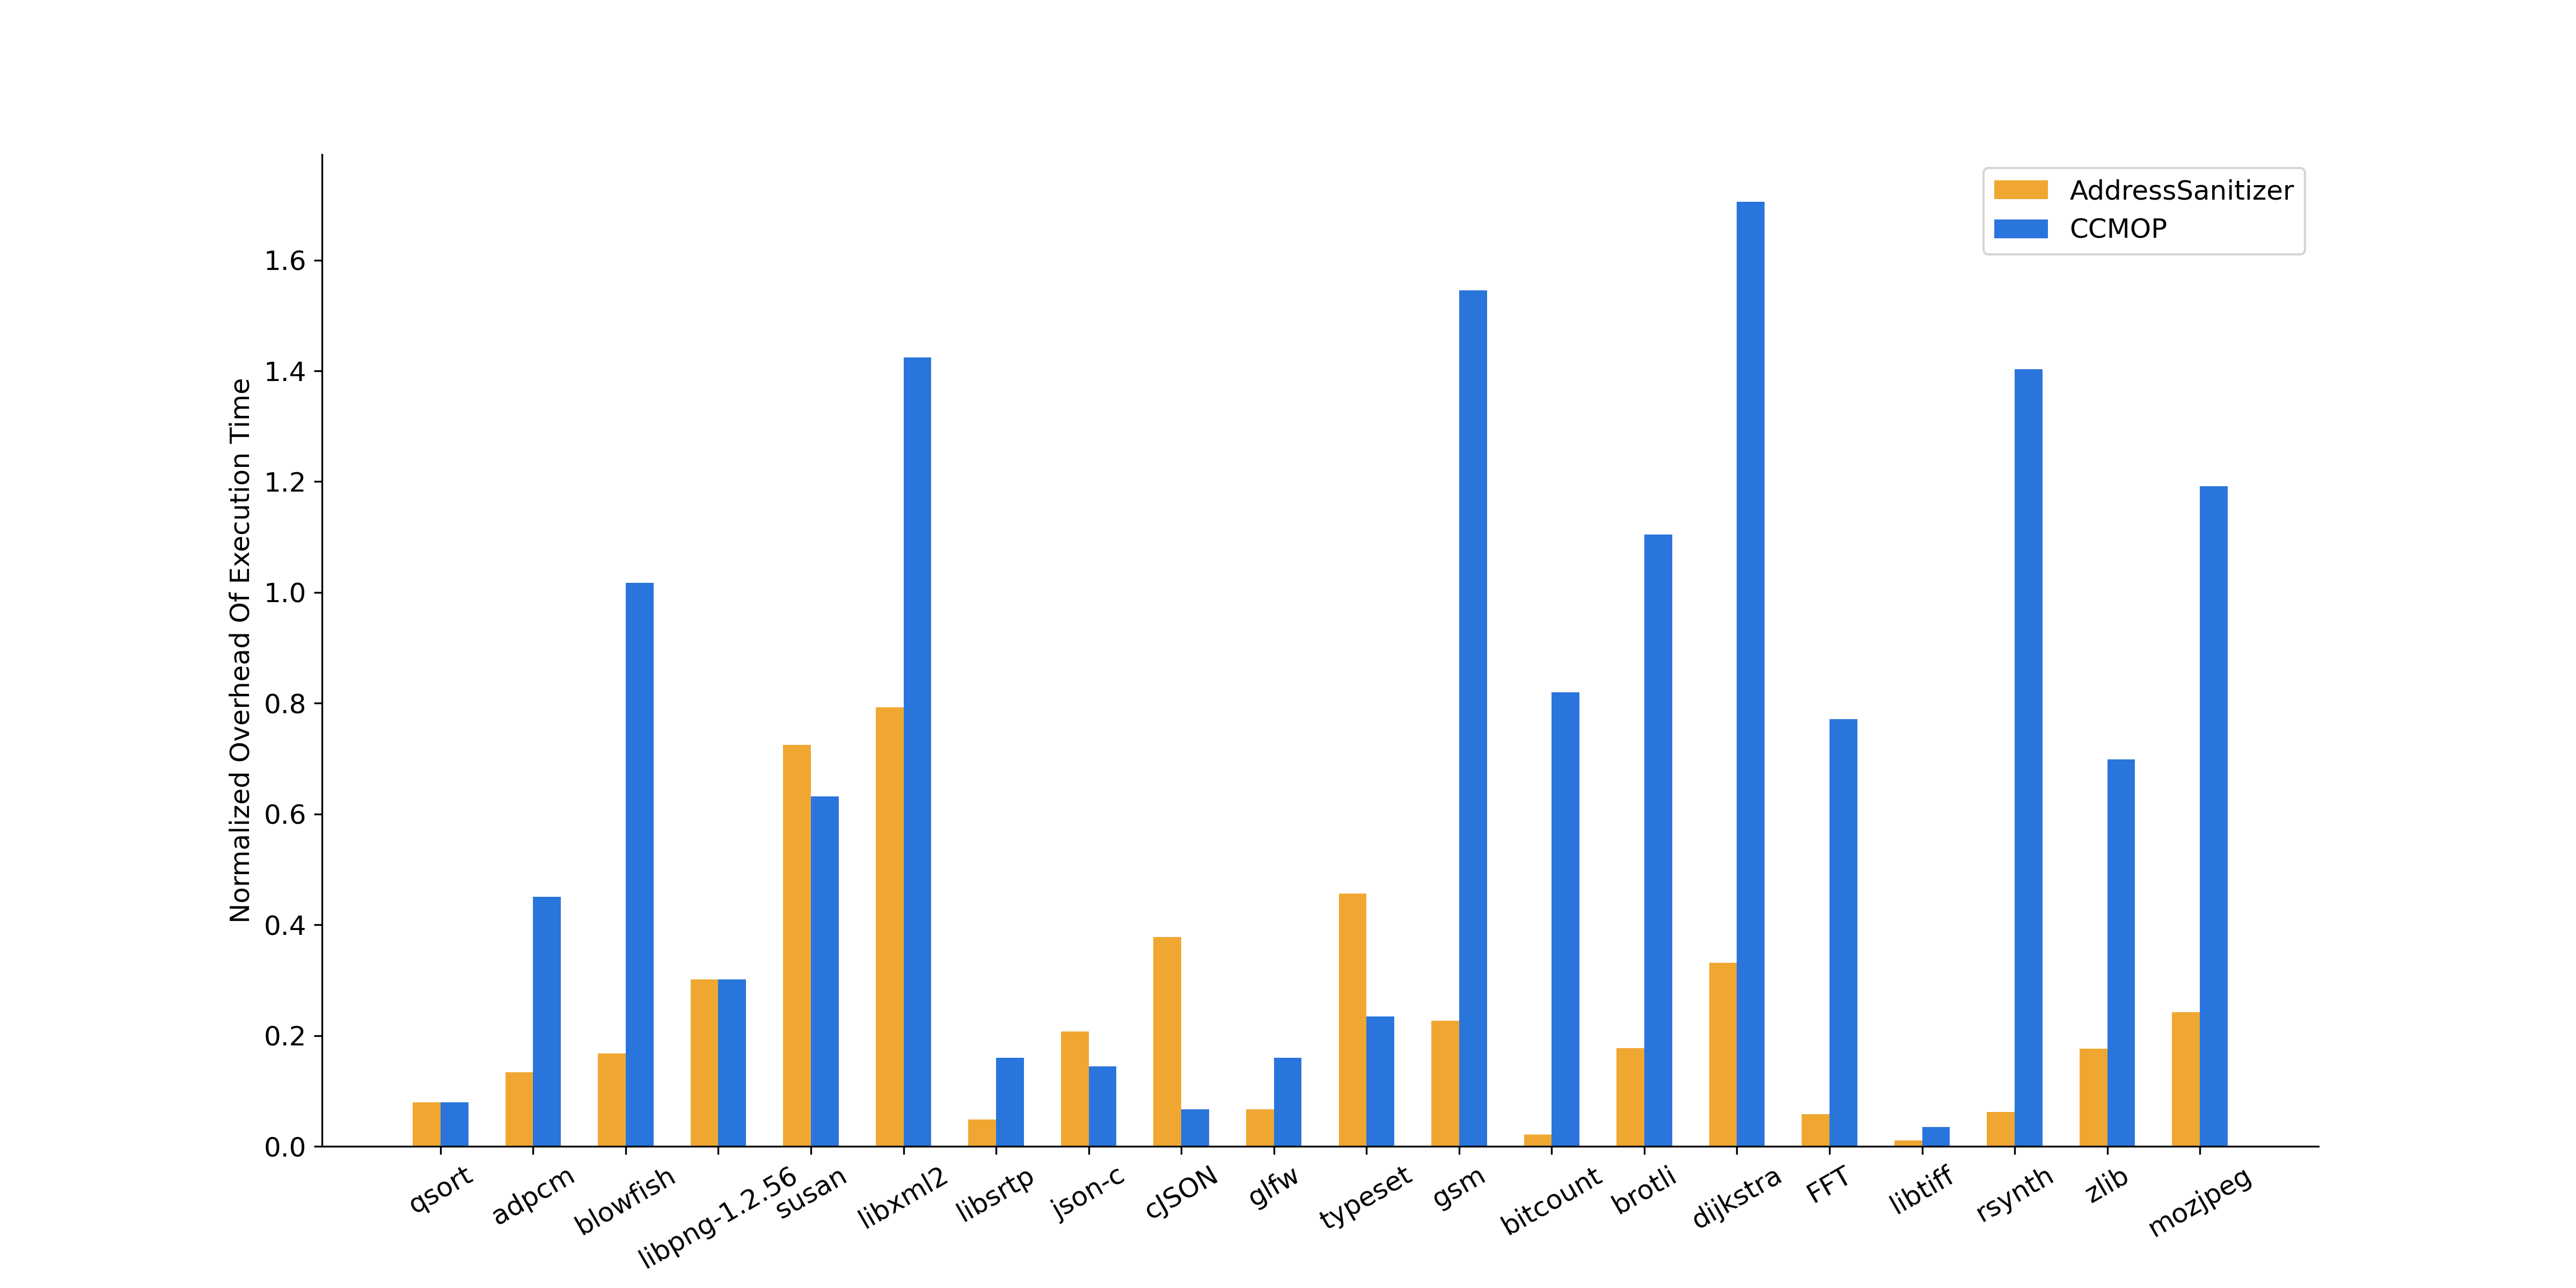 AddressSanitizer
CCMOP
Normalized Overhead Of Execution Time
1.6
1.4
1.2
1.0
0.8
0.6
0.4
0.2
0.0
qsort
adpcm
blowfish
libpng-1.2.56
susan
libxml2
libsrtp
json-c
cJSON
glfw
typeset
gsm
bitcount
brotli
dijkstra
FFT
libtiff
rsynth
zlib
mozjpeg